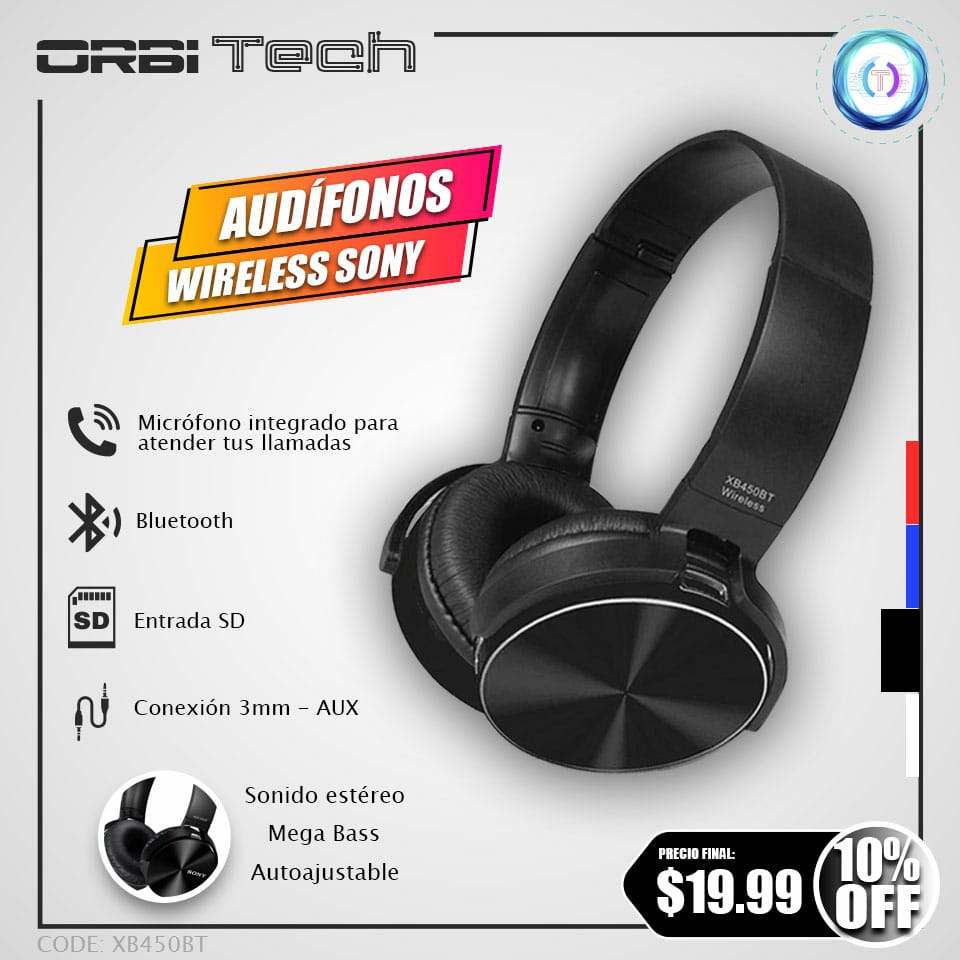 ORBI Tech
T
AUDÍFONOS
WIRELESS SONY
Micrófono integrado para
atender tus llamadas
Bluetooth
SD
Entrada SD
Conexión 3mm – AUX
XB450BT
Wireless
Sonido estéreo
Mega Bass
Autoajustable
SONY
PRECIO FINAL:
$19.99
10%
OFF
CODE: XB450BT